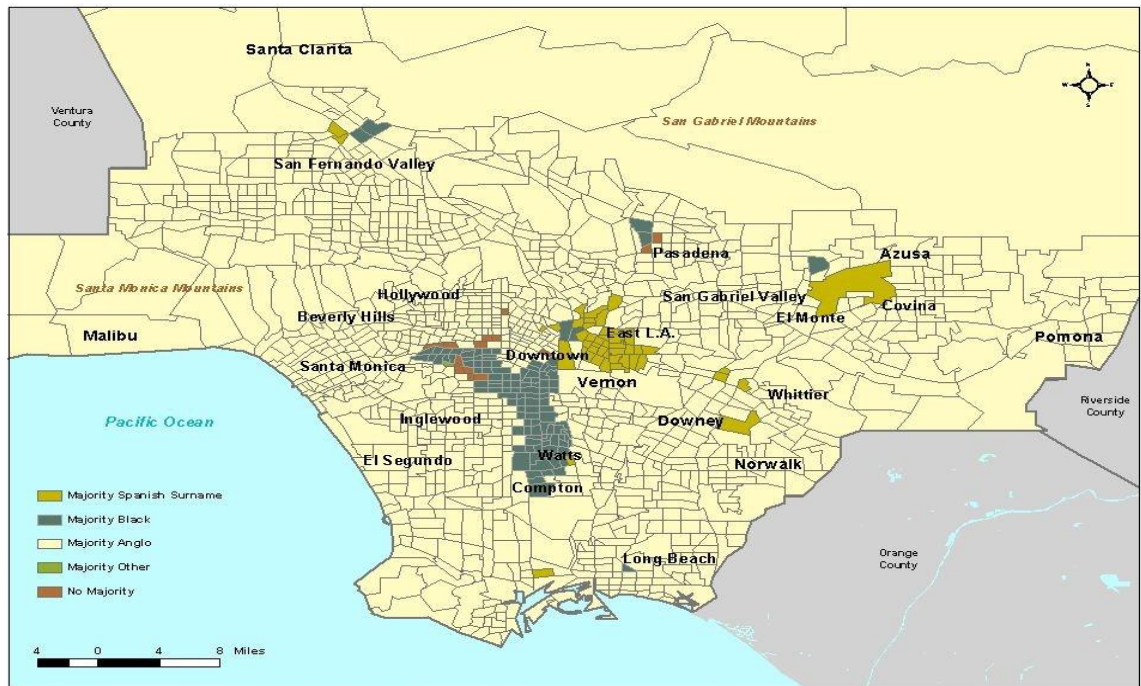 Santa Clarita
N
W E
S
Ventura
County
San Gabriel Mountains
San Fernando Valley
Pasadena
Azusa
Santa Monica Mountains
Hollywood
San Gabriel Valley
Covina
Beverly Hills
El Monte
East L.A.
Malibu
Pomona
Downtown
Santa Monica
Vernon
Whittier
Riverside
County
Pacific Ocean
Inglewood
Downey
Watts
El Segundo
Norwalk
Compton
Majority Spanish Surname
Majority Black
Majority Anglo
Majority Other
No Majority
Long Beach
Orange
County
4 0 4 8 Miles